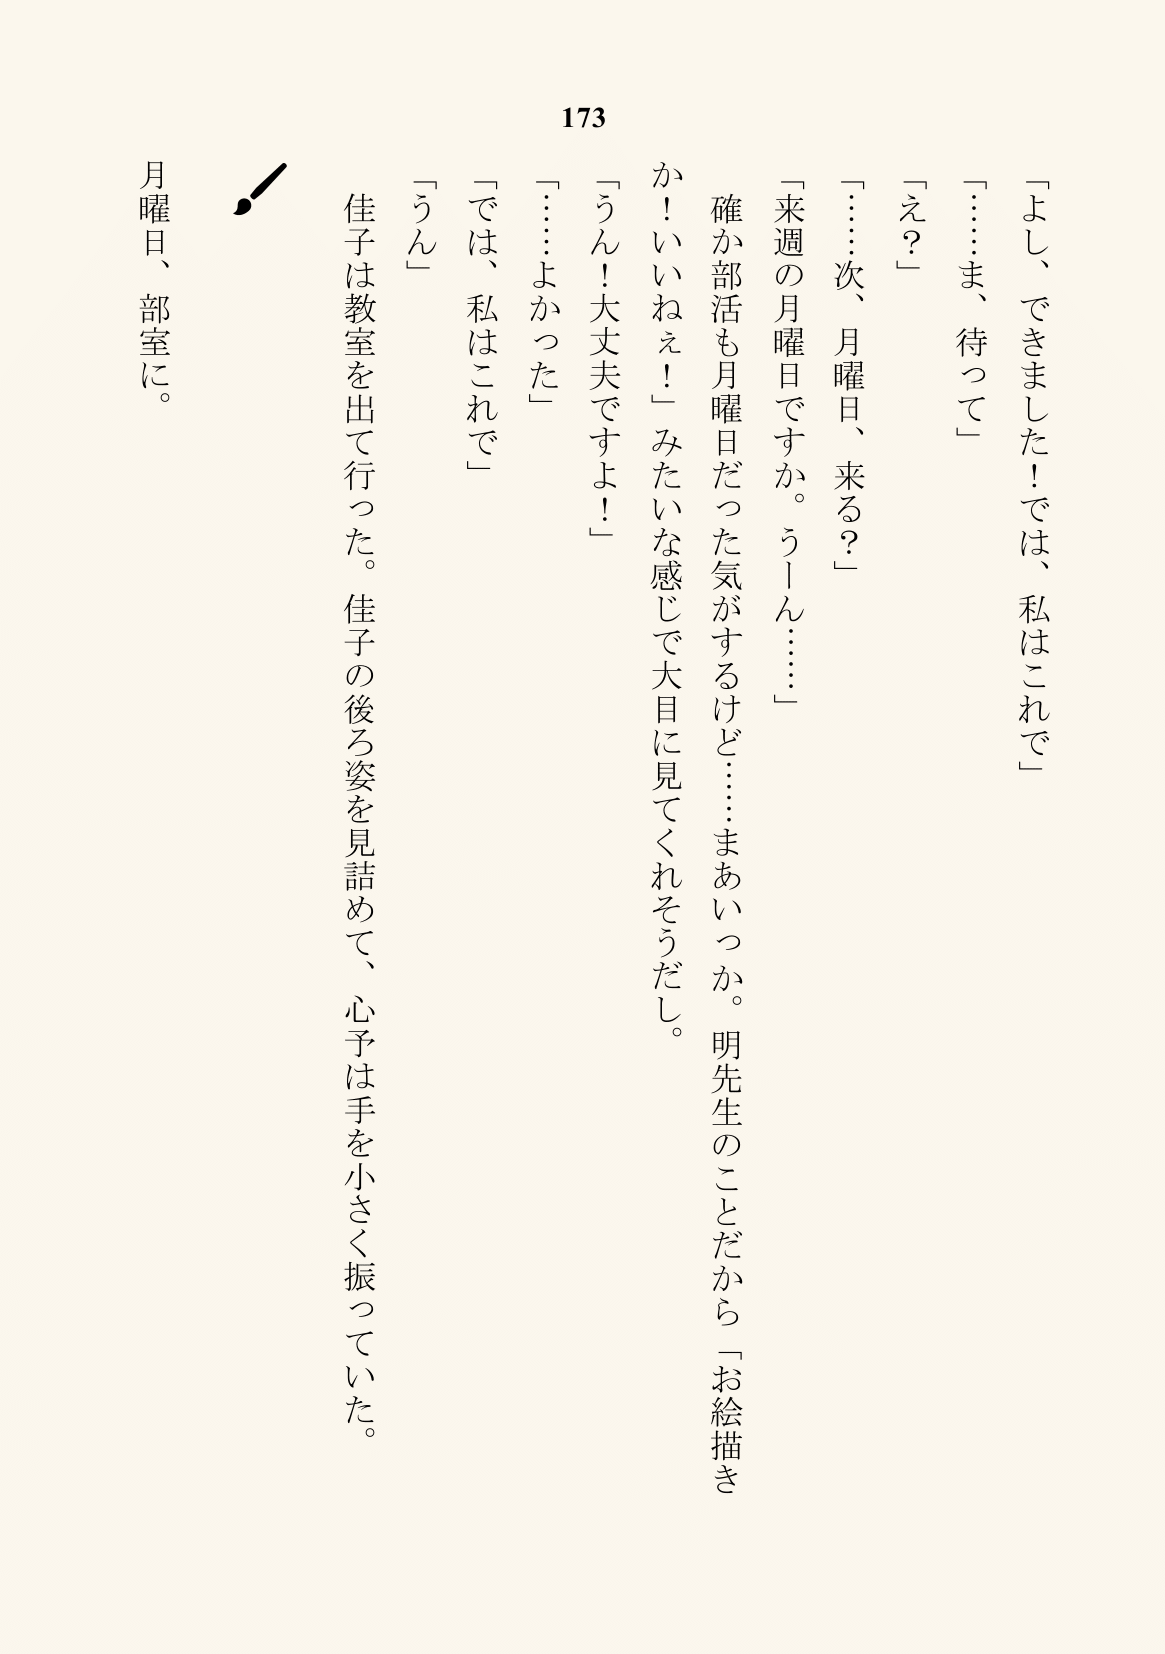 173
「よし、できました！では、私はこれで」
「……ま、待って」
「え？」
「……次、月曜日、来る？」
「来週の月曜日ですか。うーん……」
　確か部活も月曜日だった気がするけど……まあいっか。明先生のことだから「お絵描き
か！いいねぇ！」みたいな感じで大目に見てくれそうだし。
「うん！大丈夫ですよ！」
「……よかった」
「では、私はこれで」
「うん」
　佳子は教室を出て行った。佳子の後ろ姿を見詰めて、心予は手を小さく振っていた。
月曜日、部室に。